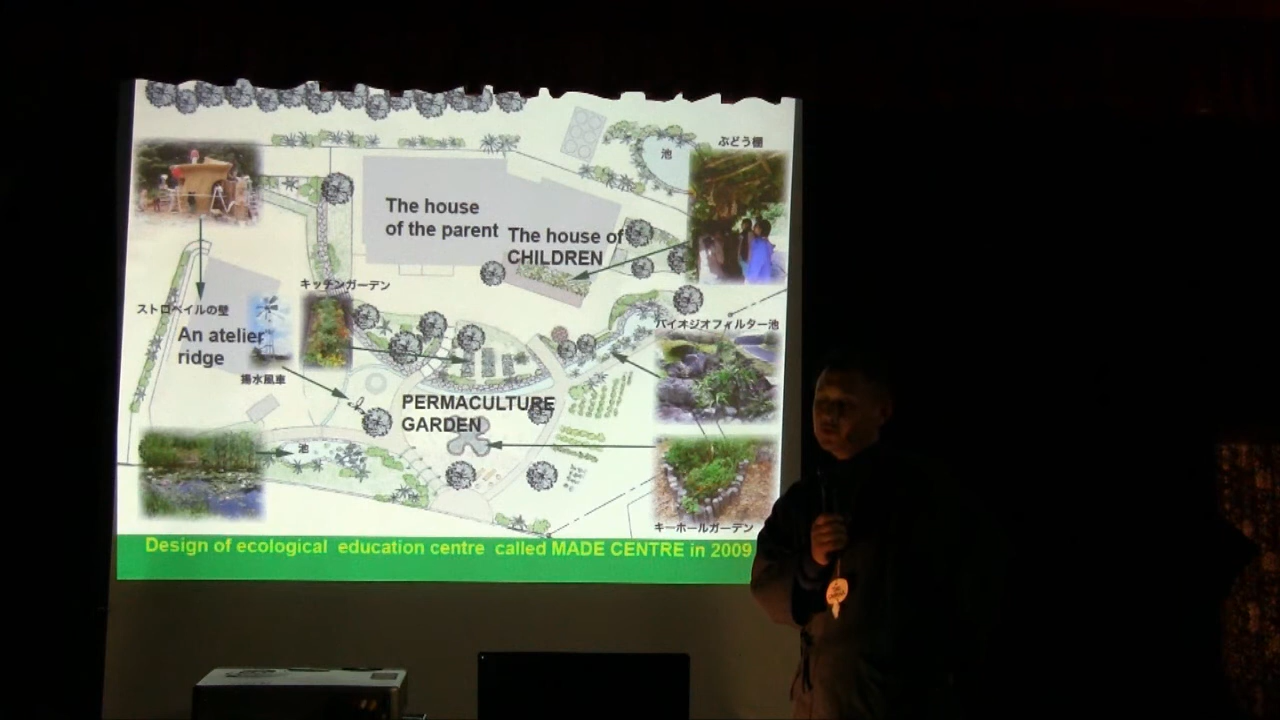 ぶどう棚
池
The house
of the parent
The house of
CHILDREN
キッチンガーデン
ストロベイルの壁
バイオジオフィルター池
An atelier
ridge
揚水風車
PERMACULTURE
GARDEN
池
キーホールガーデン
Design of ecological education centre called MADE CENTRE in 2009